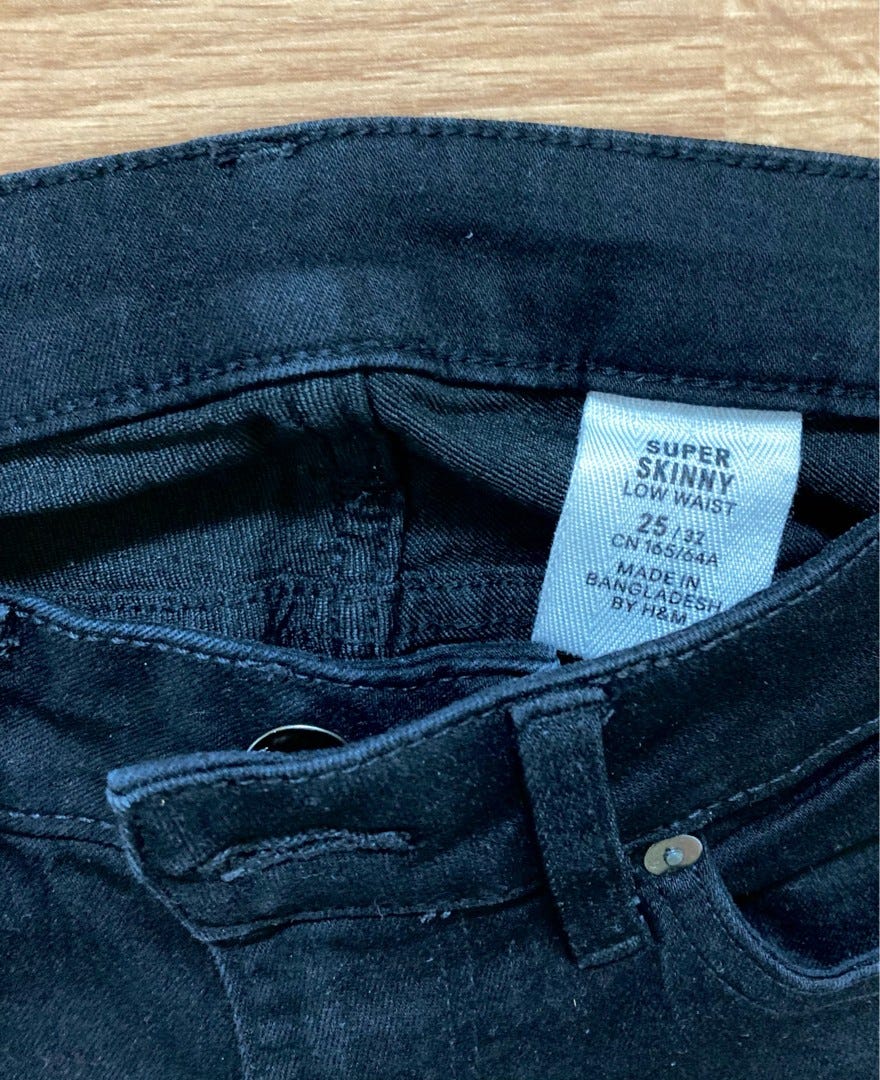 SUPER
SKINNY
LOW WAIST
25/32
CN 165/64A
MADE IN
BANGLADESH
BY H&M